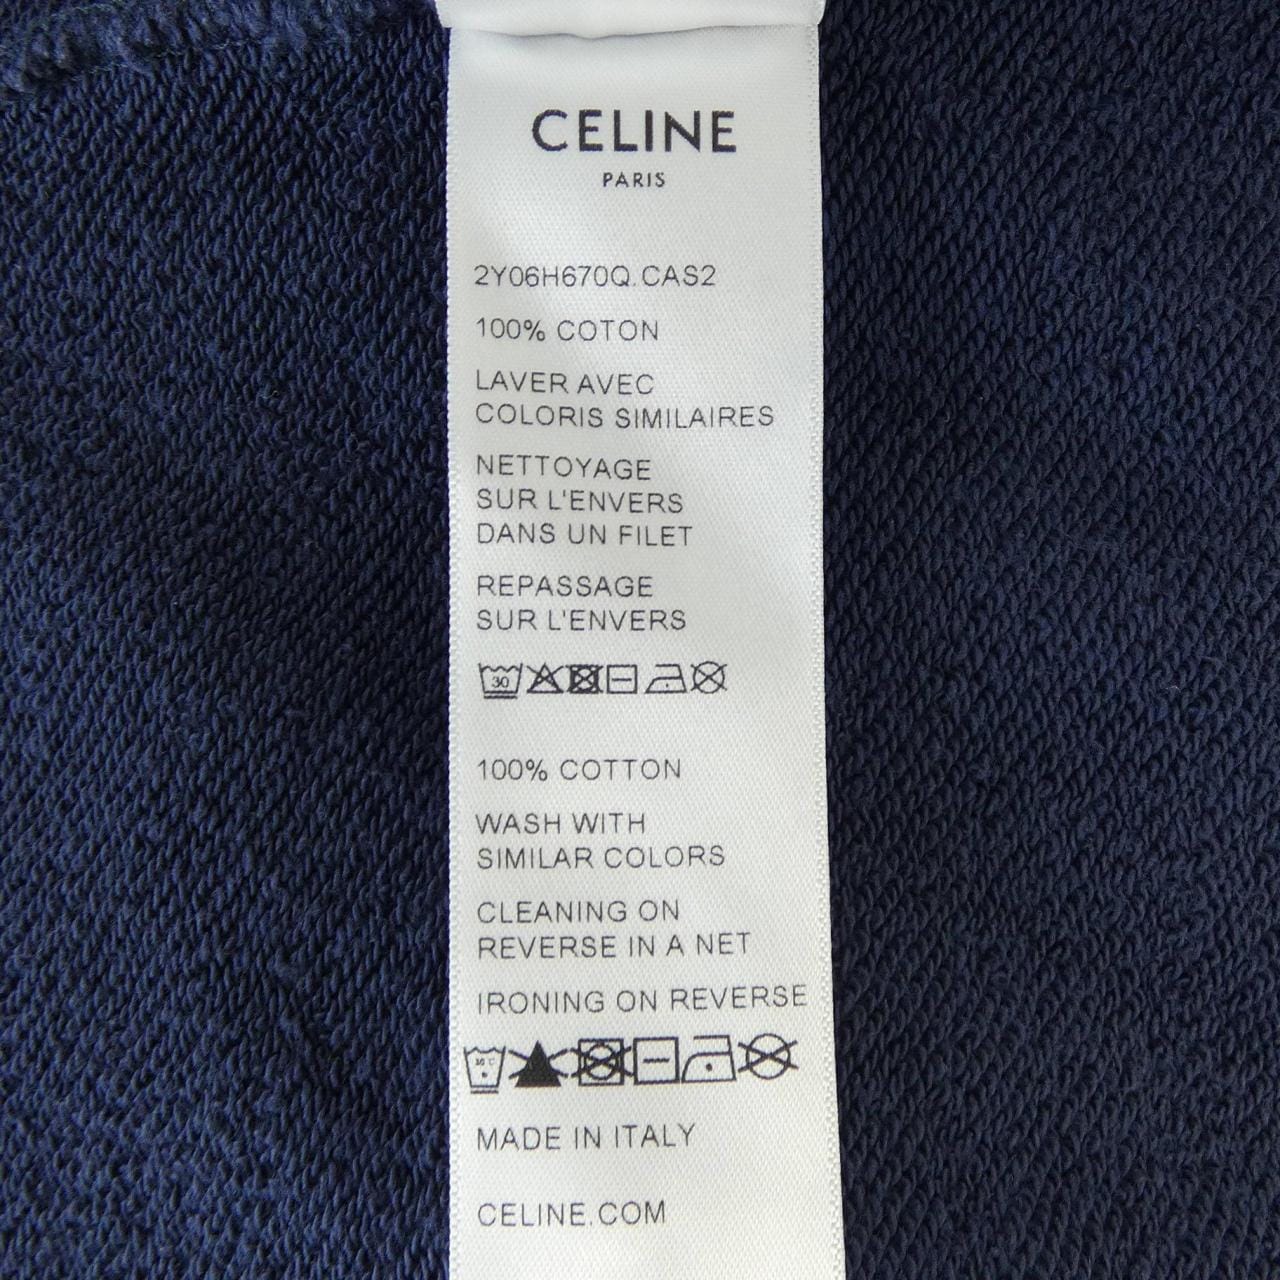 CELINE
PARIS
2Y06H670Q.CAS2
100% COTON
LAVER AVEC
COLORIS SIMILAIRES
NETTOYAGE
SUR L'ENVERS
DANS UN FILET
REPASSAGE
SUR L'ENVERS
30
100% COTTON
WASH WITH
SIMILAR COLORS
CLEANING ON
REVERSE IN A NET
IRONING ON REVERSE
MADE IN ITALY
CELINE.COM